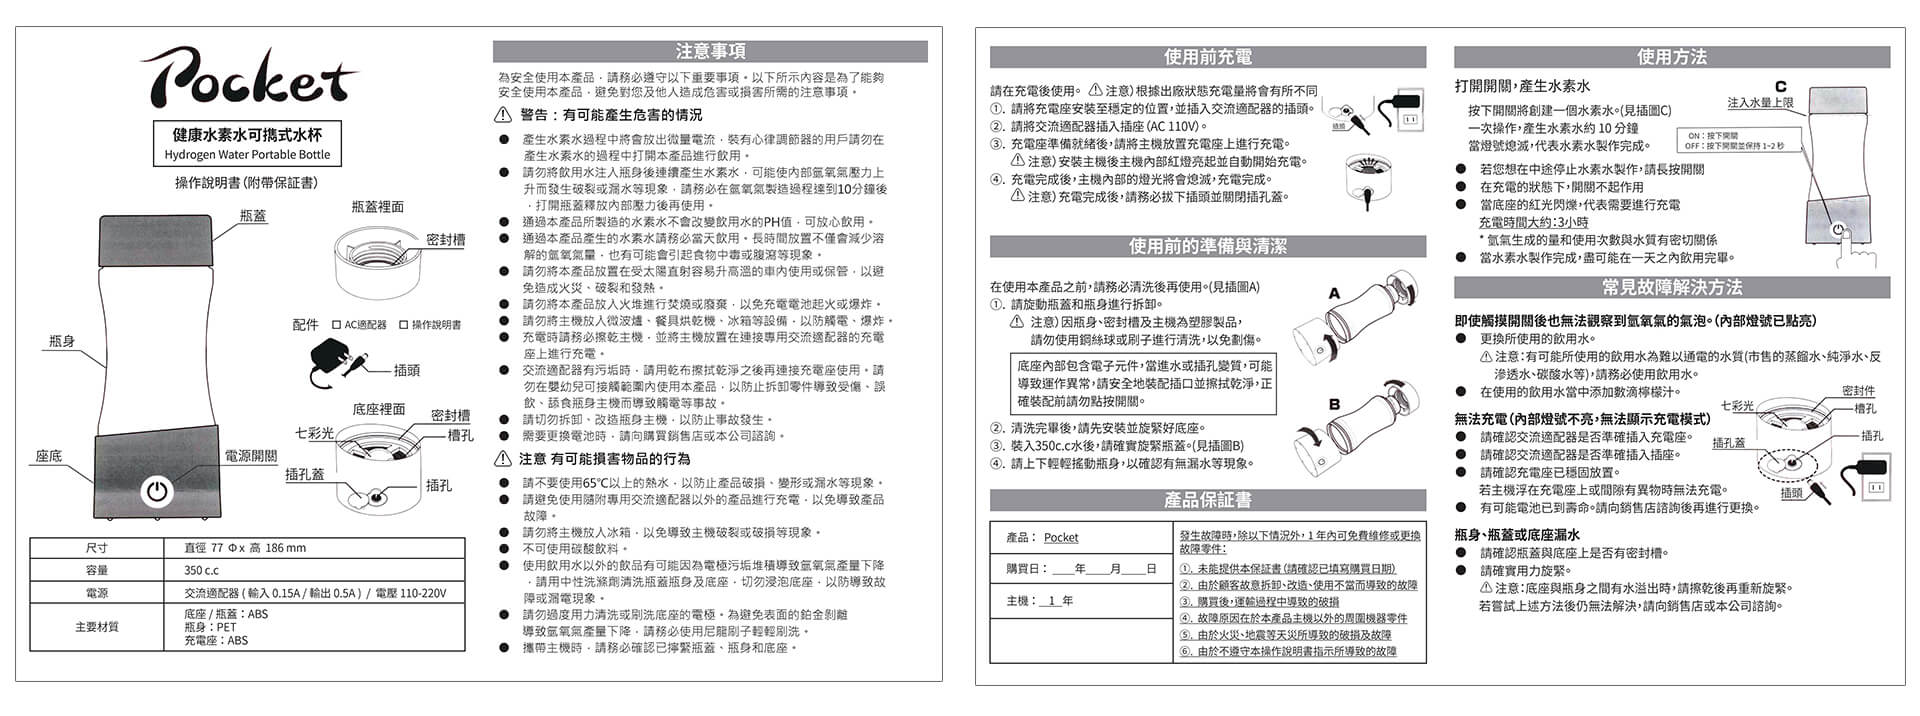 Pocket
健康水素水可攜式水杯
Hydrogen Water Portable Bottle
操作說明書 (附帶保証書)
瓶蓋
瓶蓋裡面
密封槽
配件 □ AC適配器 □ 操作說明書
瓶身
插頭
底座裡面
密封槽
七彩光
槽孔
座底
電源開關
插孔蓋
插孔
尺寸 直徑 77 Φ x 高 186 mm
容量 350 c.c
電源 交流適配器 ( 輸入 0.15A / 輸出 0.5A ) / 電壓 110-220V
主要材質 底座 / 瓶蓋：ABS
瓶身：PET
充電座：ABS
注意事項
為安全使用本產品，請務必遵守以下重要事項。以下所示內容是為了能夠
安全使用本產品，避免對您及他人造成危害或損害所需的注意事項。
警告：有可能產生危害的情況
● 產生水素水過程中將會放出微量電流，裝有心律調節器的用戶請勿在
產生水素水的過程中打開本產品進行飲用。
● 請勿將飲用水注入瓶身後連續產生水素水，可能使內部氫氧氣壓力上
升而發生破裂或漏水等現象，請務必在氫氧氣製造過程達到10分鐘後
，打開瓶蓋釋放內部壓力後再使用。
● 通過本產品所製造的水素水不會改變飲用水的PH值，可放心飲用。
● 通過本產品產生的水素水請務必當天飲用。長時間放置不僅會減少溶
解的氫氧氣量，也有可能會引起食物中毒或腹瀉等現象。
● 請勿將本產品放置在受太陽直射容易升高溫的車內使用或保管，以避
免造成火災、破裂和發熱。
● 請勿將本產品放入火堆進行焚燒或廢棄，以免充電電池起火或爆炸。
● 請勿將主機放入微波爐、餐具烘乾機、冰箱等設備，以防觸電、爆炸。
● 充電時請務必擦乾主機，並將主機放置在連接專用交流適配器的充電
座上進行充電。
● 交流適配器有污垢時，請用乾布擦拭乾淨之後再連接充電座使用。請
勿在嬰幼兒可接觸範圍內使用本產品，以防止拆卸零件導致受傷、誤
飲、舔食瓶身主機而導致觸電等事故。
● 請切勿拆卸、改造瓶身主機，以防止事故發生。
● 需要更換電池時，請向購買銷售店或本公司諮詢。
注意 有可能損害物品的行為
● 請不要使用65℃以上的熱水，以防止產品破損、變形或漏水等現象。
● 請避免使用隨附專用交流適配器以外的產品進行充電，以免導致產品
故障。
● 請勿將主機放入冰箱，以免導致主機破裂或破損等現象。
● 不可使用碳酸飲料。
● 使用飲用水以外的飲品有可能因為電極污垢堆積導致氫氧氣產量下降
，請用中性洗滌劑清洗瓶蓋瓶身及底座，切勿浸泡底座，以防導致故
障或漏電現象。
● 請勿過度用力清洗或刷洗底座的電極。為避免表面的鉑金剝離
導致氫氧氣產量下降，請務必使用尼龍刷子輕輕刷洗。
● 攜帶主機時，請務必確認已擰緊瓶蓋、瓶身和底座。
使用前充電
請在充電後使用。 注意）根據出廠狀態充電量將會有所不同
①. 請將充電座安裝至穩定的位置，並插入交流適配器的插頭。
②. 請將交流適配器插入插座 (AC 110V)。
③. 充電座準備就緒後，請將主機放置充電座上進行充電。
注意）安裝主機後主機內部紅燈亮起並自動開始充電。
④. 充電完成後，主機內部的燈光將會熄滅，充電完成。
注意）充電完成後，請務必拔下插頭並關閉插孔蓋。
插頭
使用前的準備與清潔
在使用本產品之前，請務必清洗後再使用。(見插圖A)
①. 請旋動瓶蓋和瓶身進行拆卸。
注意）因瓶身、密封槽及主機為塑膠製品，
請勿使用鋼絲球或刷子進行清洗，以免劃傷。
底座內部包含電子元件，當進水或插孔變質，可能
導致運作異常，請安全地裝配插口並擦拭乾淨，正
確裝配前請勿點按開關。
②. 清洗完畢後，請先安裝並旋緊好底座。
③. 裝入350c.c水後，請確實旋緊瓶蓋。(見插圖B)
④. 請上下輕輕搖動瓶身，以確認有無漏水等現象。
A
B
產品保証書
產品： Pocket
購買日：___年___月___日
主機： 1 年
發生故障時，除以下情況外，1 年內可免費維修或更換
故障零件：
①. 未能提供本保証書 (請確認已填寫購買日期)
②. 由於顧客故意拆卸、改造、使用不當而導致的故障
③. 購買後，運輸過程中導致的破損
④. 故障原因在於本產品主機以外的周圍機器零件
⑤. 由於火災、地震等天災所導致的破損及故障
⑥. 由於不遵守本操作說明書指示所導致的故障
使用方法
打開開關，產生水素水
按下開關將創建一個水素水。(見插圖C)
一次操作，產生水素水約 10 分鐘
當燈號熄滅，代表水素水製作完成。
C
注入水量上限
ON：按下開關
OFF：按下開關並保持 1~2 秒
● 若您想在中途停止水素水製作，請長按開關
● 在充電的狀態下，開關不起作用
● 當底座的紅光閃爍，代表需要進行充電
充電時間大約：3小時
* 氫氣生成的量和使用次數與水質有密切關係
● 當水素水製作完成，盡可能在一天之內飲用完畢。
常見故障解決方法
即使觸摸開關後也無法觀察到氫氧氣的氣泡。(內部燈號已點亮)
● 更換所使用的飲用水。
注意：有可能所使用的飲用水為難以通電的水質(市售的蒸餾水、純淨水、反
滲透水、碳酸水等)，請務必使用飲用水。
● 在使用的飲用水當中添加數滴檸檬汁。
無法充電 (內部燈號不亮，無法顯示充電模式)
● 請確認交流適配器是否準確插入充電座。
● 請確認交流適配器是否準確插入插座。
● 請確認充電座已穩固放置。
若主機浮在充電座上或間隙有異物時無法充電。
● 有可能電池已到壽命。請向銷售店諮詢後再進行更換。
密封件
七彩光
槽孔
插孔蓋
插孔
插頭
瓶身、瓶蓋或底座漏水
● 請確認瓶蓋與底座上是否有密封槽。
● 請確實用力旋緊。
注意：底座與瓶身之間有水溢出時，請擦乾後再重新旋緊。
若嘗試上述方法後仍無法解決，請向銷售店或本公司諮詢。